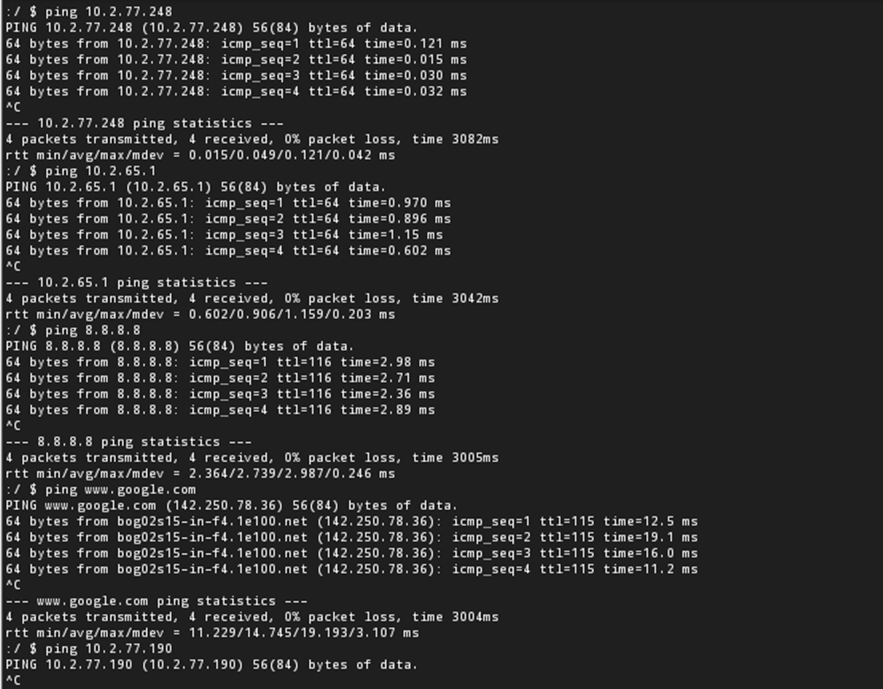 :/ $ ping 10.2.77.248
PING 10.2.77.248 (10.2.77.248) 56(84) bytes of data.
64 bytes from 10.2.77.248: icmp_seq=1 ttl=64 time=0.121 ms
64 bytes from 10.2.77.248: icmp_seq=2 ttl=64 time=0.015 ms
64 bytes from 10.2.77.248: icmp_seq=3 ttl=64 time=0.030 ms
64 bytes from 10.2.77.248: icmp_seq=4 ttl=64 time=0.032 ms
^C
--- 10.2.77.248 ping statistics ---
4 packets transmitted, 4 received, 0% packet loss, time 3082ms
rtt min/avg/max/mdev = 0.015/0.049/0.121/0.042 ms
:/ $ ping 10.2.65.1
PING 10.2.65.1 (10.2.65.1) 56(84) bytes of data.
64 bytes from 10.2.65.1: icmp_seq=1 ttl=64 time=0.970 ms
64 bytes from 10.2.65.1: icmp_seq=2 ttl=64 time=0.896 ms
64 bytes from 10.2.65.1: icmp_seq=3 ttl=64 time=1.15 ms
64 bytes from 10.2.65.1: icmp_seq=4 ttl=64 time=0.602 ms
^C
--- 10.2.65.1 ping statistics ---
4 packets transmitted, 4 received, 0% packet loss, time 3042ms
rtt min/avg/max/mdev = 0.602/0.906/1.159/0.203 ms
:/ $ ping 8.8.8.8
PING 8.8.8.8 (8.8.8.8) 56(84) bytes of data.
64 bytes from 8.8.8.8: icmp_seq=1 ttl=116 time=2.98 ms
64 bytes from 8.8.8.8: icmp_seq=2 ttl=116 time=2.71 ms
64 bytes from 8.8.8.8: icmp_seq=3 ttl=116 time=2.36 ms
64 bytes from 8.8.8.8: icmp_seq=4 ttl=116 time=2.89 ms
^C
--- 8.8.8.8 ping statistics ---
4 packets transmitted, 4 received, 0% packet loss, time 3005ms
rtt min/avg/max/mdev = 2.364/2.739/2.987/0.246 ms
:/ $ ping www.google.com
PING www.google.com (142.250.78.36) 56(84) bytes of data.
64 bytes from bog02s15-in-f4.1e100.net (142.250.78.36): icmp_seq=1 ttl=115 time=12.5 ms
64 bytes from bog02s15-in-f4.1e100.net (142.250.78.36): icmp_seq=2 ttl=115 time=19.1 ms
64 bytes from bog02s15-in-f4.1e100.net (142.250.78.36): icmp_seq=3 ttl=115 time=16.0 ms
64 bytes from bog02s15-in-f4.1e100.net (142.250.78.36): icmp_seq=4 ttl=115 time=11.2 ms
^C
--- www.google.com ping statistics ---
4 packets transmitted, 4 received, 0% packet loss, time 3004ms
rtt min/avg/max/mdev = 11.229/14.745/19.193/3.107 ms
:/ $ ping 10.2.77.190
PING 10.2.77.190 (10.2.77.190) 56(84) bytes of data.
^C